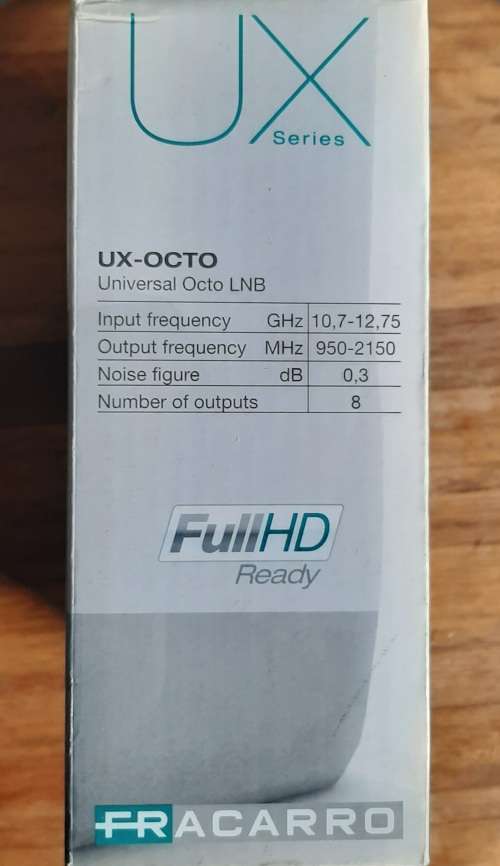 UX
Series
UX-OCTO
Universal Octo LNB
Input frequency GHz 10,7-12,75
Output frequency MHz 950-2150
Noise figure dB 0,3
Number of outputs 8
FullHD
Ready
FRACARRO